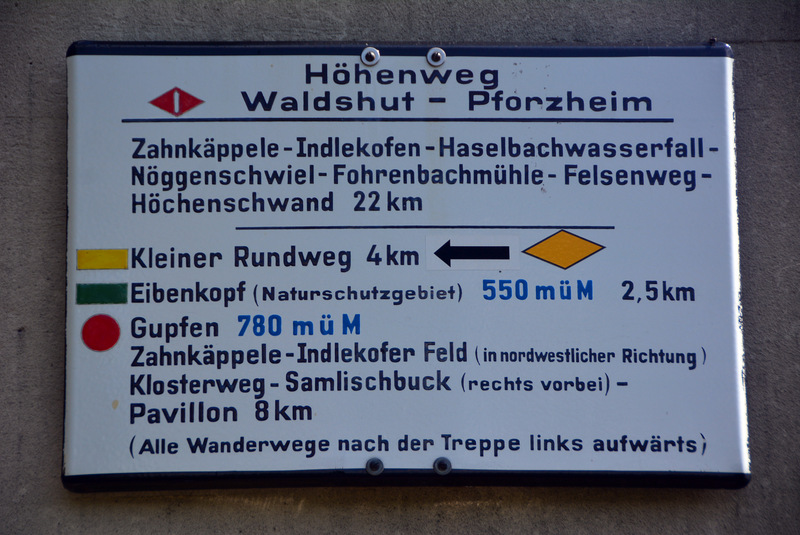 Höhenweg
Waldshut - Pforzheim
Zahnkäppele-Indlekofen-Haselbachwasserfall-
Nöggenschwiel-Fohrenbachmühle-Felsenweg-
Höchenschwand 22 km
Kleiner Rundweg 4 km
Eibenkopf (Naturschutzgebiet) 550 müM 2,5 km
Gupfen 780 müM
Zahnkäppele-Indlekofer Feld (in nordwestlicher Richtung)
Klosterweg-Samlischbuck (rechts vorbei)-
Pavillon 8 km
(Alle Wanderwege nach der Treppe links aufwärts)